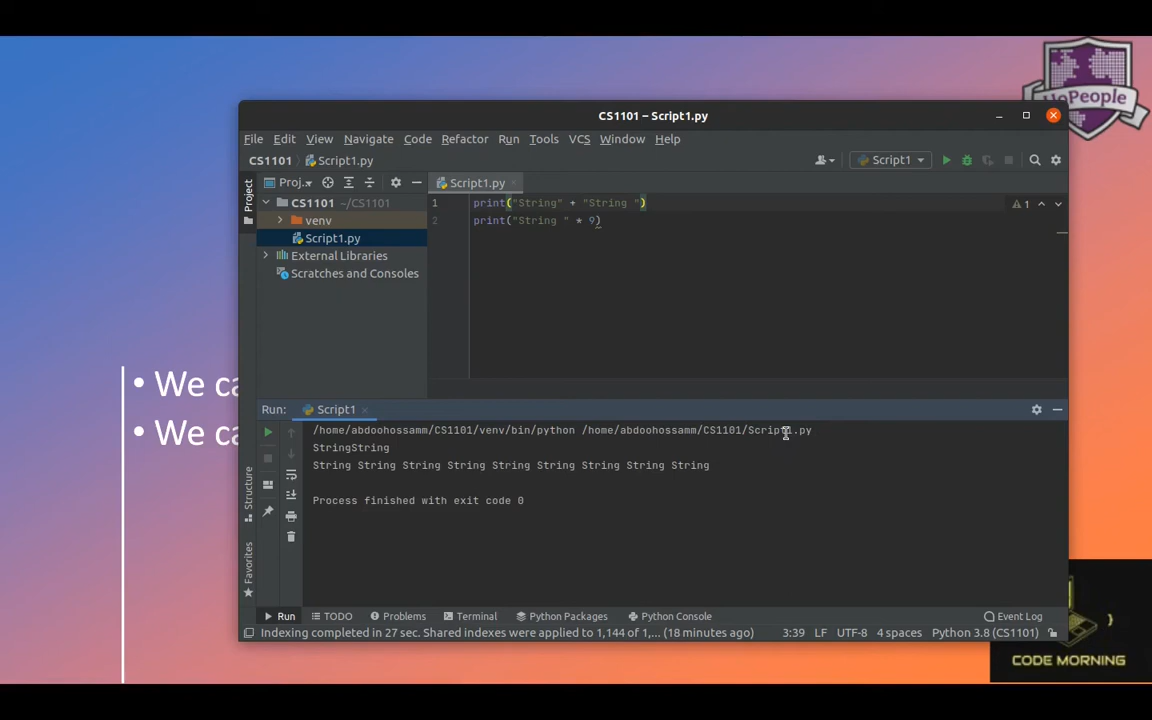 UoPeople
CS1101 – Script1.py
File Edit View Navigate Code Refactor Run Tools VCS Window Help
CS1101 Script1.py
Script1
Project
Proj...
Script1.py
CS1101 ~/CS1101
venv
Script1.py
External Libraries
Scratches and Consoles
1 print("String" + "String ")
2 print("String " * 9)
1
• We ca
• We ca
Run: Script1
/home/abdoohossamm/CS1101/venv/bin/python /home/abdoohossamm/CS1101/Script1.py
StringString
String String String String String String String String String
Process finished with exit code 0
Structure
Favorites
Run TODO Problems Terminal Python Packages Python Console Event Log
Indexing completed in 27 sec. Shared indexes were applied to 1,144 of 1,... (18 minutes ago) 3:39 LF UTF-8 4 spaces Python 3.8 (CS1101)
CODE MORNING